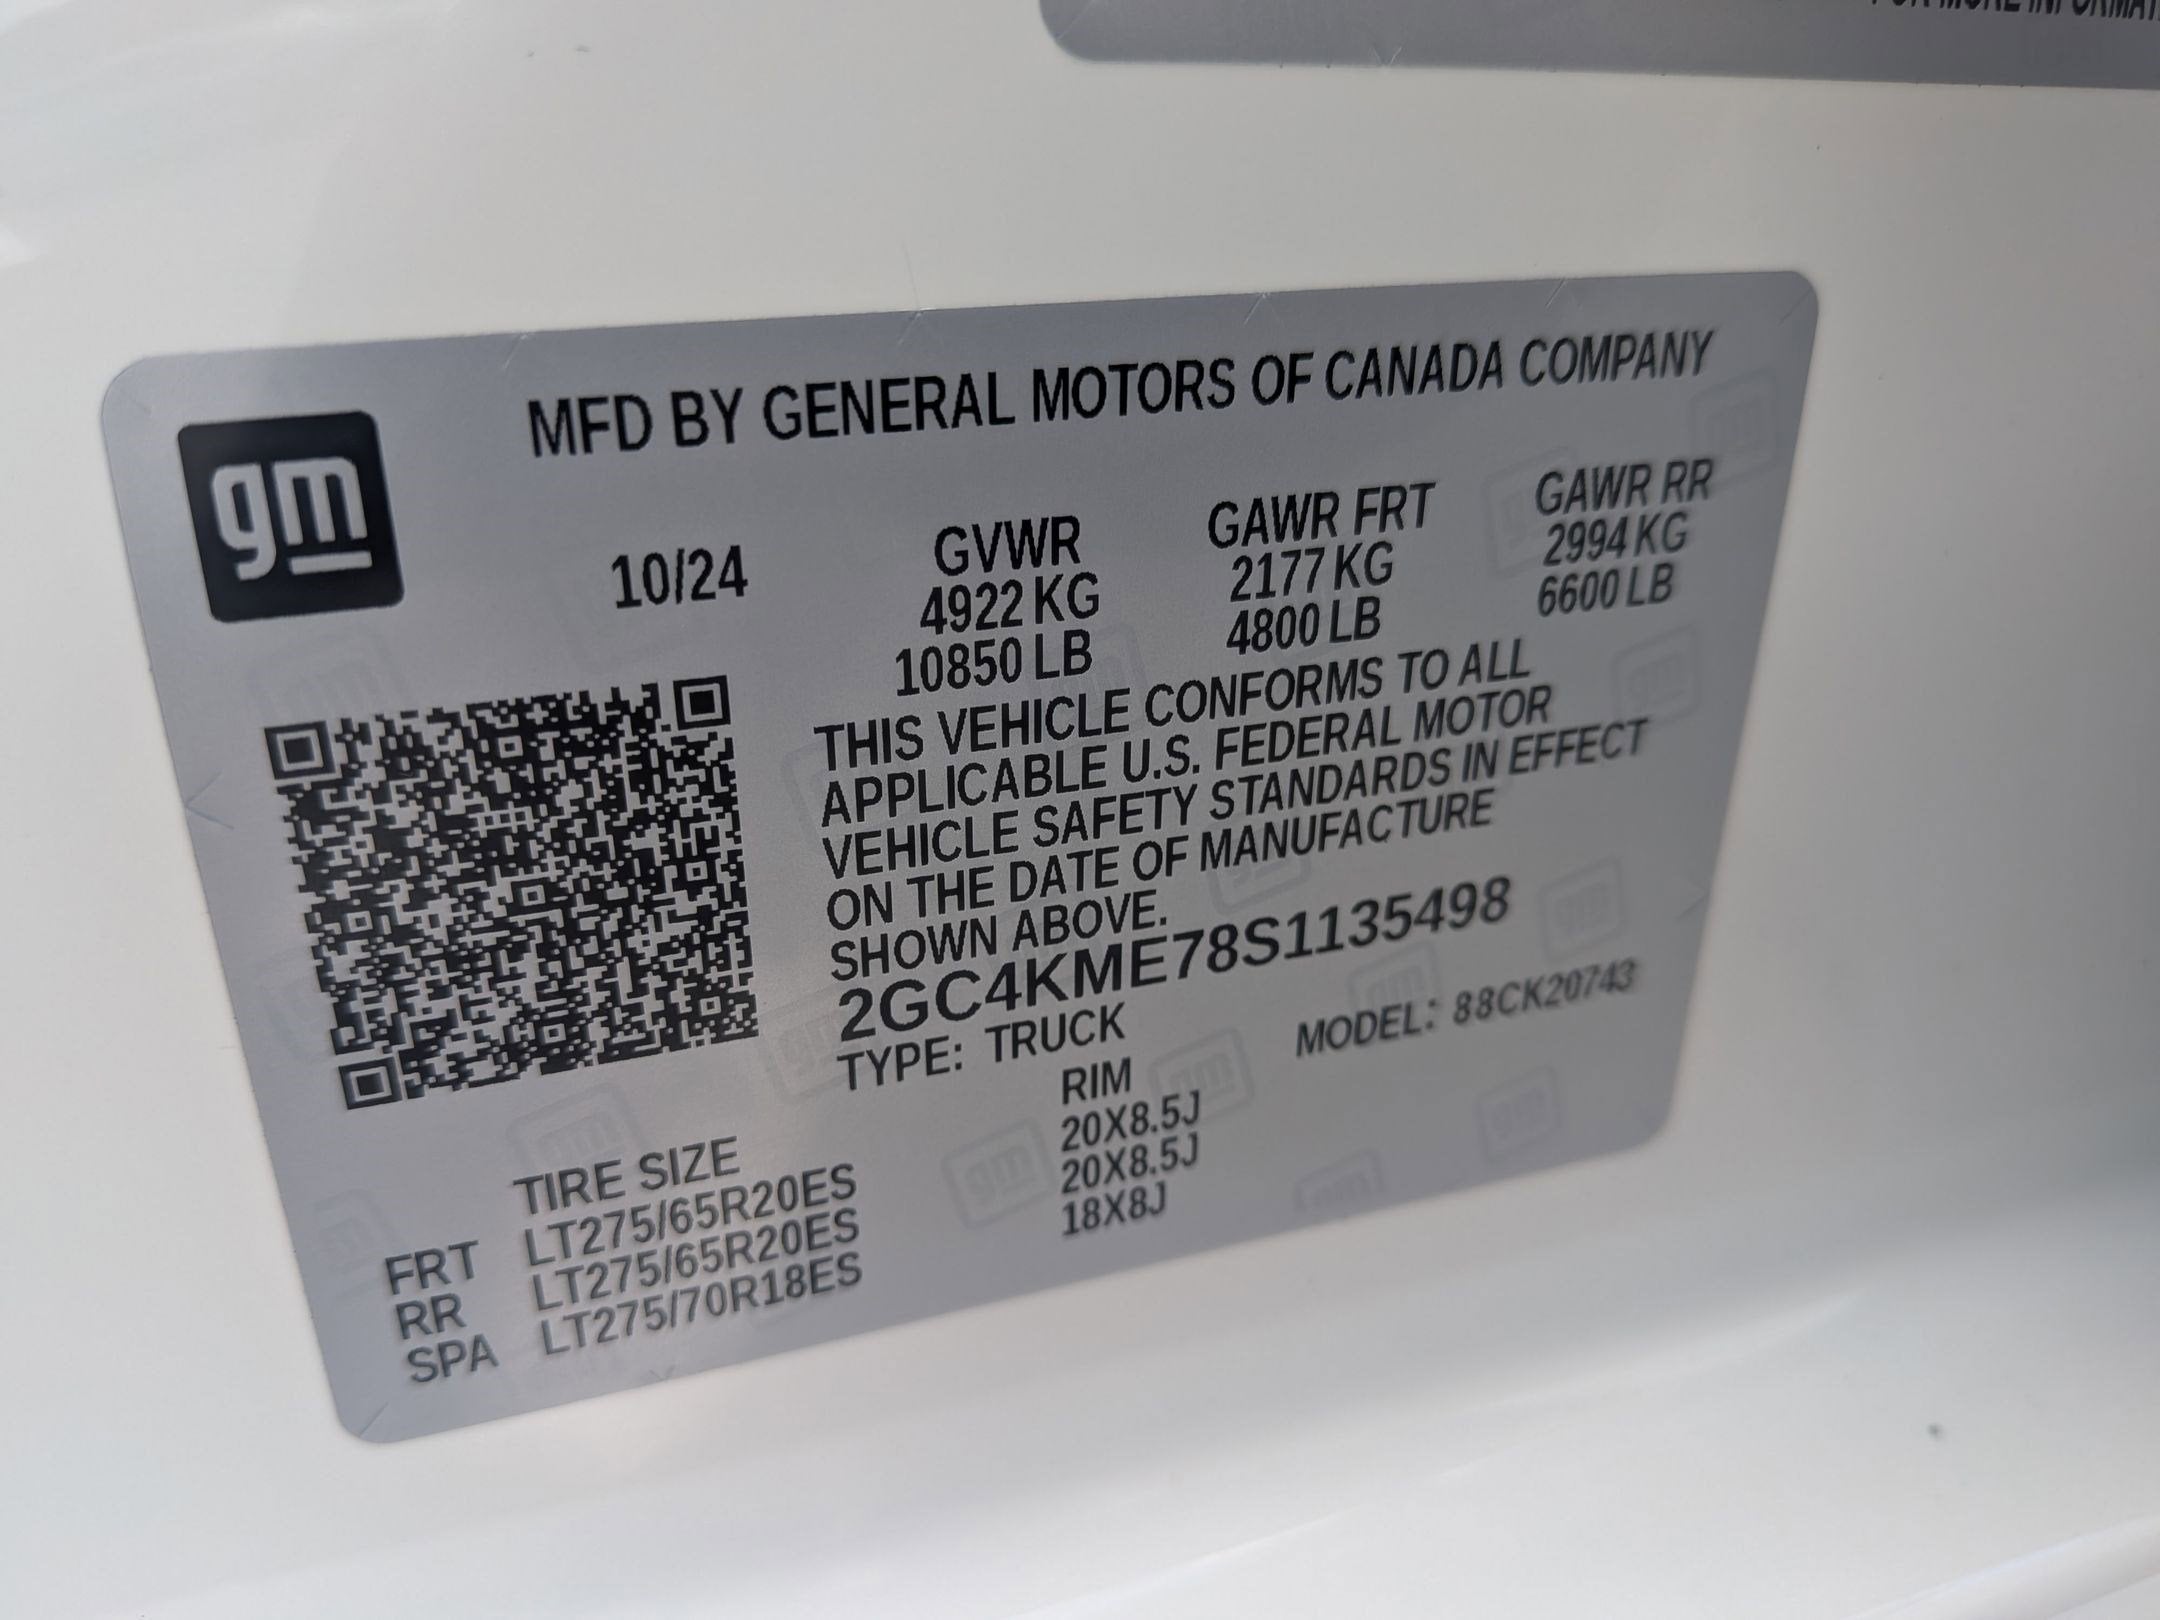 FOR MORE INFORMATI
MFD BY GENERAL MOTORS OF CANADA COMPANY
gm
10/24
GVWR GAWR FRT GAWR RR
4922 KG 2177 KG 2994 KG
10850 LB 4800 LB 6600 LB
THIS VEHICLE CONFORMS TO ALL
APPLICABLE U.S. FEDERAL MOTOR
VEHICLE SAFETY STANDARDS IN EFFECT
ON THE DATE OF MANUFACTURE
SHOWN ABOVE.
2GC4KME78S1135498
TYPE: TRUCK MODEL: 88CK20743
TIRE SIZE RIM
FRT LT275/65R20ES 20X8.5J
RR LT275/65R20ES 20X8.5J
SPA LT275/70R18ES 18X8J